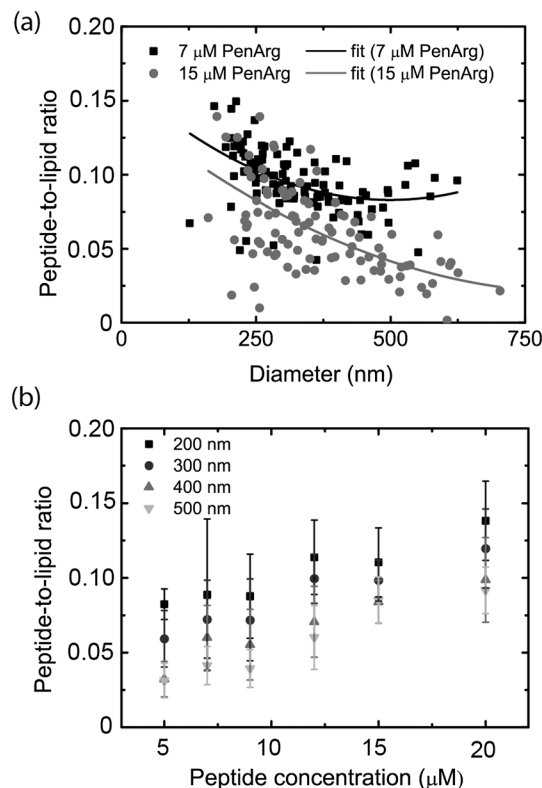 (a)
0.20
7 μM PenArg fit (7 μM PenArg)
15 μM PenArg fit (15 μM PenArg)
0.15
0.10
0.05
0
Peptide-to-lipid ratio
0 250 500 750
Diameter (nm)
(b)
0.20
200 nm
300 nm
400 nm
500 nm
0.15
0.10
0.05
0
Peptide-to-lipid ratio
5 10 15 20
Peptide concentration (μM)